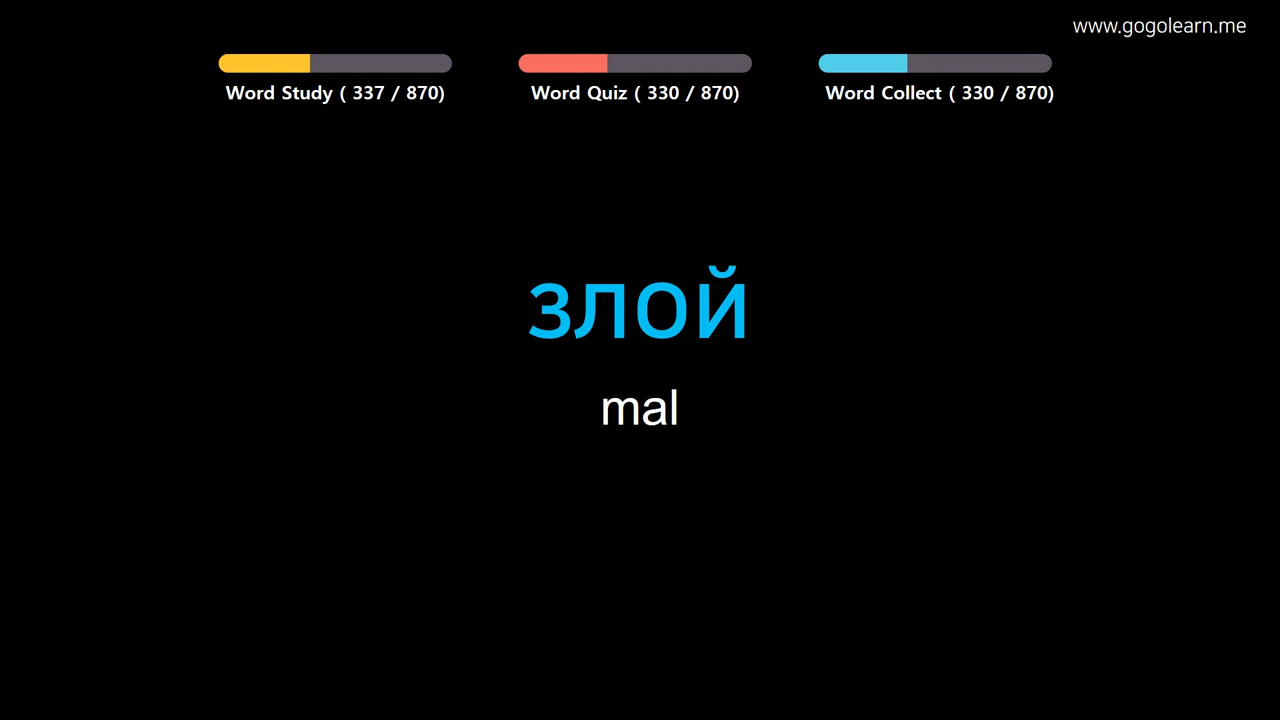 www.gogolearn.me
Word Study ( 337 / 870)
Word Quiz ( 330 / 870)
Word Collect ( 330 / 870)
злой
mal